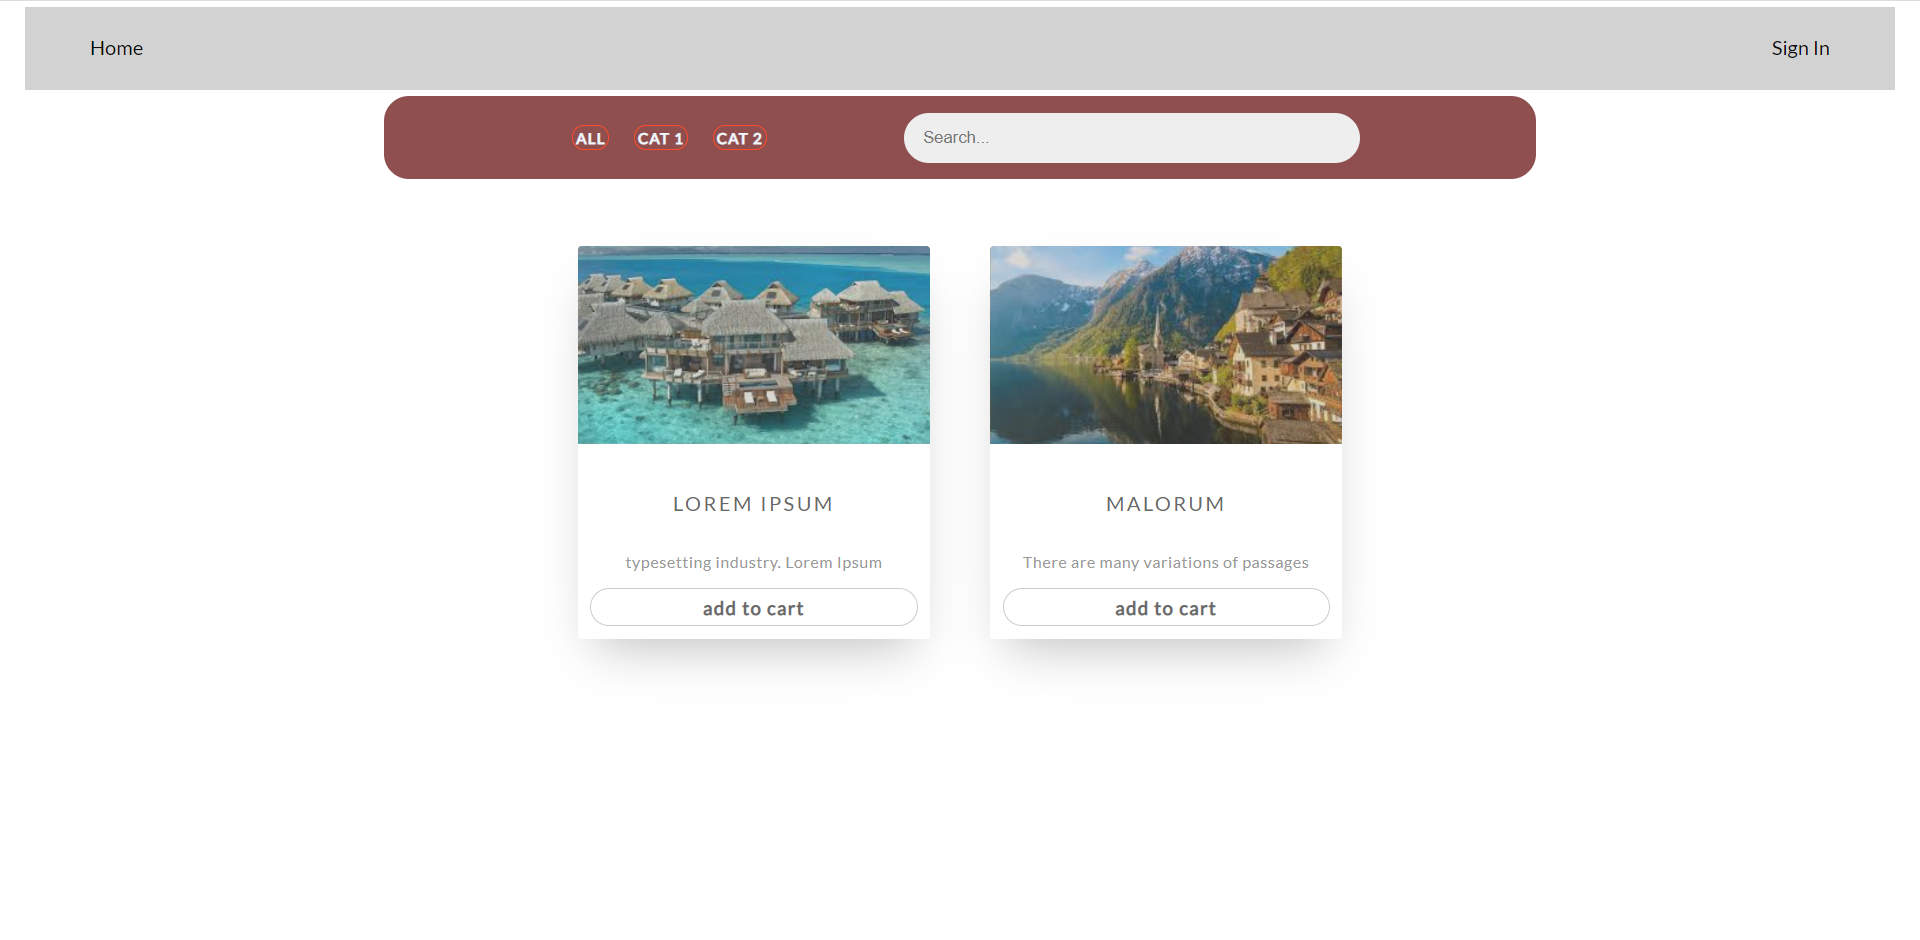 Home
Sign In
ALL
CAT 1
CAT 2
Search...
LOREM IPSUM
typesetting industry. Lorem Ipsum
add to cart
MALORUM
There are many variations of passages
add to cart